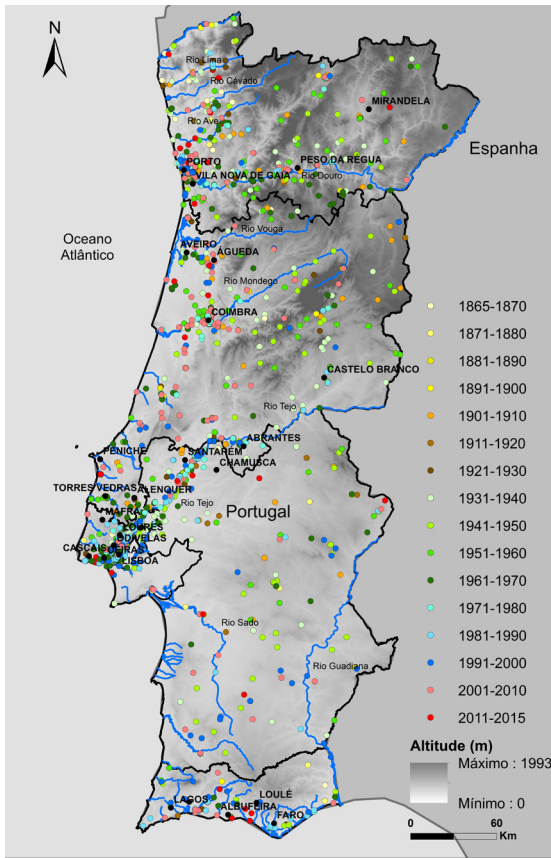 N
Rio Lima
Rio Cávado
MIRANDELA
Rio Ave
Espanha
PORTO
PESO DA RÉGUA
Rio Douro
VILA NOVA DE GAIA
Rio Vouga
Oceano
Atlântico
AVEIRO
ÁGUEDA
Rio Mondego
COIMBRA
CASTELO BRANCO
Rio Tejo
ABRANTES
PENICHE
SANTARÉM
CHAMUSCA
TORRES VEDRAS
ALENQUER
Rio Tejo
MAFRA
Portugal
LOURES
ODIVELAS
CASCAIS
OEIRAS
LISBOA
Rio Sado
Rio Guadiana
LAGOS
LOULÉ
ALBUFEIRA
FARO
1865-1870
1871-1880
1881-1890
1891-1900
1901-1910
1911-1920
1921-1930
1931-1940
1941-1950
1951-1960
1961-1970
1971-1980
1981-1990
1991-2000
2001-2010
2011-2015
Altitude (m)
Máximo : 1993
Mínimo : 0
0 60
Km